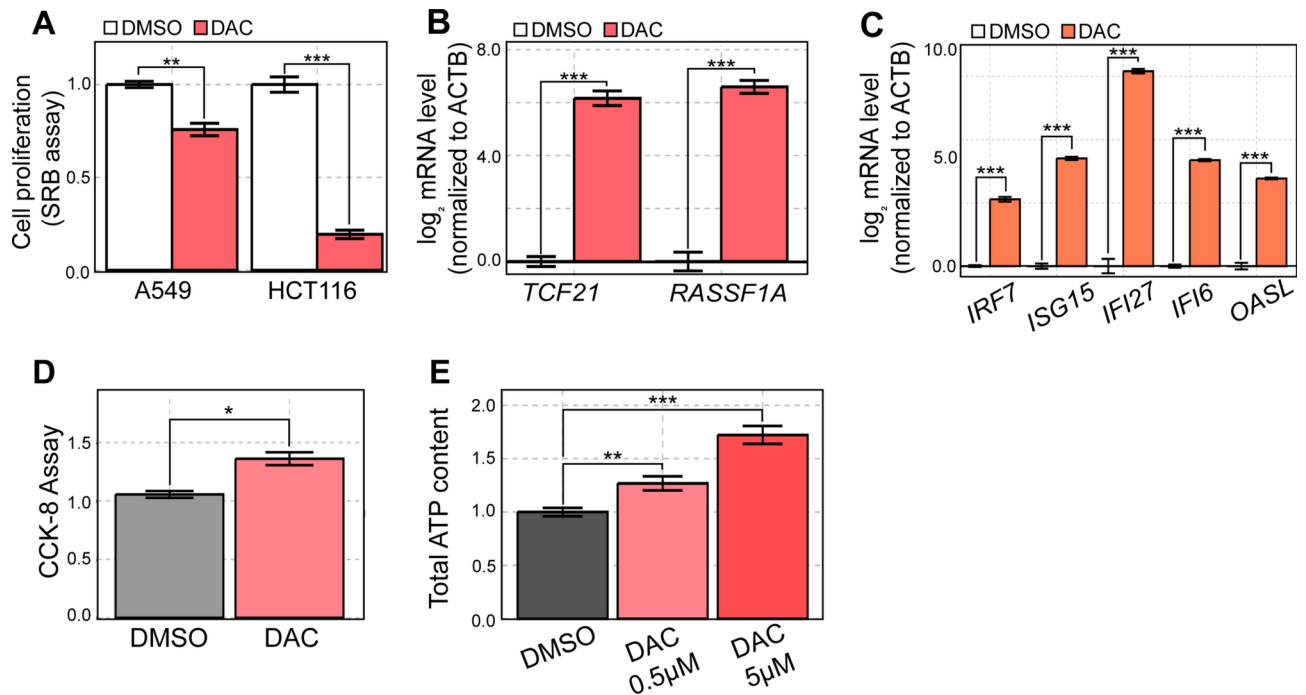 A
DMSO DAC
Cell proliferation
(SRB assay)
1.0
0.5
0.0
**
***
A549 HCT116
B
DMSO DAC
log₂ mRNA level
(normalized to ACTB)
8.0
4.0
0.0
***
***
TCF21 RASSF1A
C
DMSO DAC
log₂ mRNA level
(normalized to ACTB)
10.0
5.0
0.0
***
***
***
***
***
IRF7 ISG15 IFI27 IFI6 OASL
D
CCK-8 Assay
1.5
1.0
0.5
0.0
*
DMSO DAC
E
Total ATP content
2.0
1.5
1.0
0.5
0.0
***
**
DMSO
DAC
0.5µM
DAC
5µM